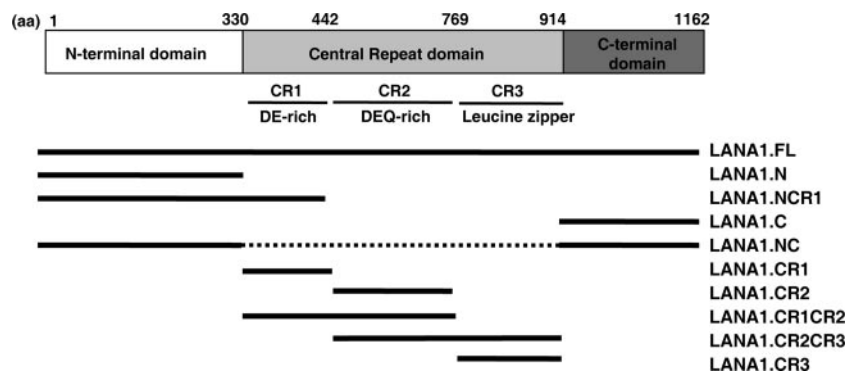 (aa) 1 330 442 769 914 1162
N-terminal domain Central Repeat domain C-terminal
domain
CR1 CR2 CR3
DE-rich DEQ-rich Leucine zipper
LANA1.FL
LANA1.N
LANA1.NCR1
LANA1.C
LANA1.NC
LANA1.CR1
LANA1.CR2
LANA1.CR1CR2
LANA1.CR2CR3
LANA1.CR3